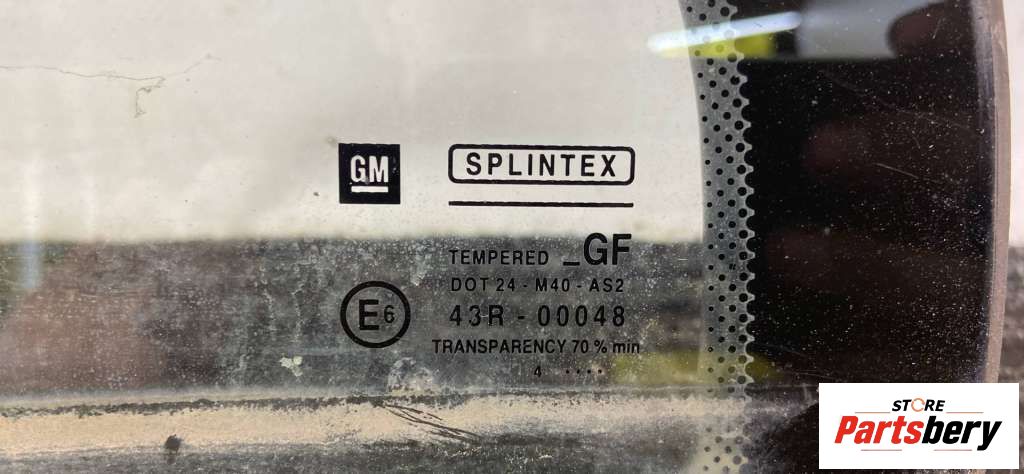 GM
SPLINTEX
TEMPERED _GF
DOT 24 - M40 - AS2
E6 43R - 00048
TRANSPARENCY 70 % min
4 ....
STORE
Partsbery